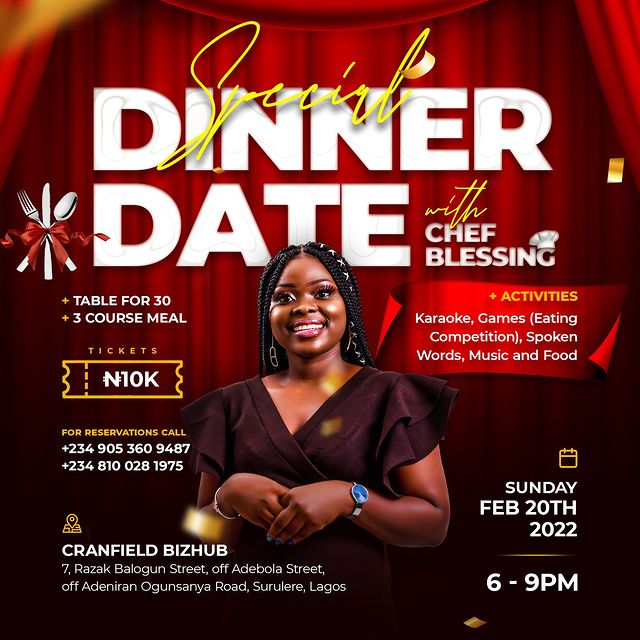 Special
DINNER
DATE
with
CHEF
BLESSING
+ TABLE FOR 30
+ 3 COURSE MEAL
TICKETS
₦10K
FOR RESERVATIONS CALL
+234 905 360 9487
+234 810 028 1975
+ ACTIVITIES
Karaoke, Games (Eating
Competition), Spoken
Words, Music and Food
SUNDAY
FEB 20TH
2022
6 - 9PM
CRANFIELD BIZHUB
7, Razak Balogun Street, off Adebola Street,
off Adeniran Ogunsanya Road, Surulere, Lagos